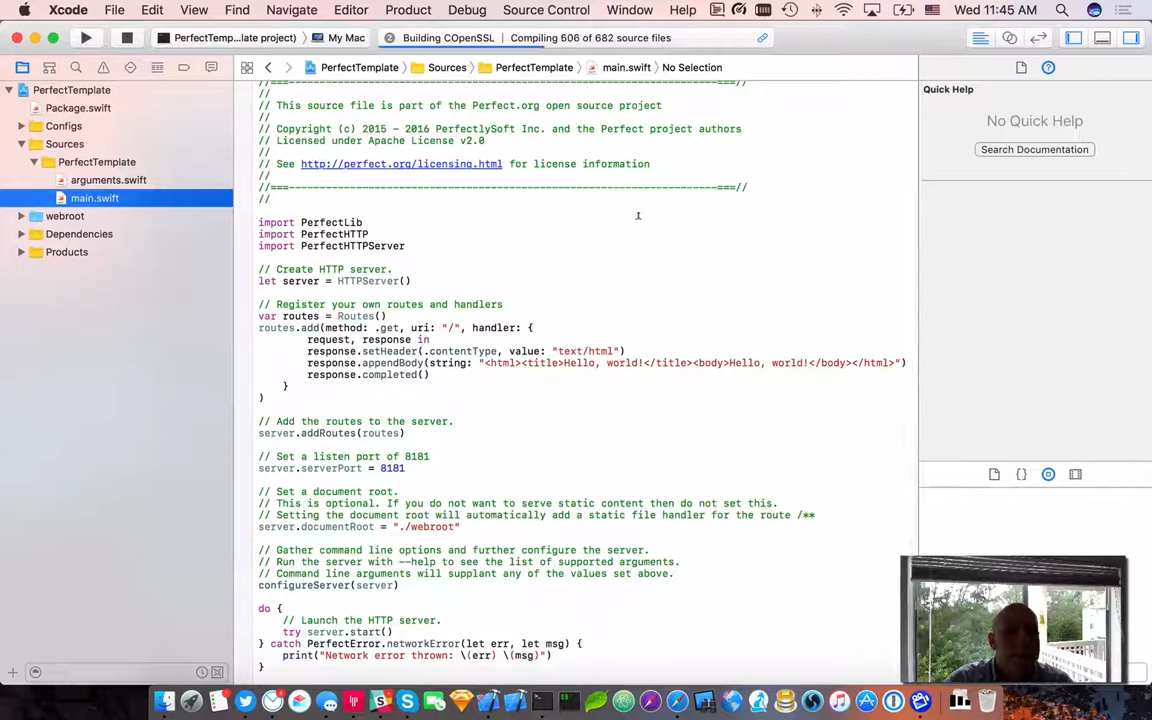 Xcode File Edit View Find Navigate Editor Product Debug Source Control Window Help Wed 11:45 AM
PerfectTemp...late project) My Mac 2 Building COpenSSL Compiling 606 of 682 source files
PerfectTemplate Sources PerfectTemplate main.swift No Selection
PerfectTemplate
Package.swift
Configs
Sources
PerfectTemplate
arguments.swift
main.swift
webroot
Dependencies
Products
//===----------------------------------------------------------------------===//
//
// This source file is part of the Perfect.org open source project
//
// Copyright (c) 2015 - 2016 PerfectlySoft Inc. and the Perfect project authors
// Licensed under Apache License v2.0
//
// See http://perfect.org/licensing.html for license information
//
//===----------------------------------------------------------------------===//
//
import PerfectLib
import PerfectHTTP
import PerfectHTTPServer
// Create HTTP server.
let server = HTTPServer()
// Register your own routes and handlers
var routes = Routes()
routes.add(method: .get, uri: "/", handler: {
request, response in
response.setHeader(.contentType, value: "text/html")
response.appendBody(string: "<html><title>Hello, world!</title><body>Hello, world!</body></html>")
response.completed()
}
)
// Add the routes to the server.
server.addRoutes(routes)
// Set a listen port of 8181
server.serverPort = 8181
// Set a document root.
// This is optional. If you do not want to serve static content then do not set this.
// Setting the document root will automatically add a static file handler for the route /**
server.documentRoot = "./webroot"
// Gather command line options and further configure the server.
// Run the server with --help to see the list of supported arguments.
// Command line arguments will supplant any of the values set above.
configureServer(server)
do {
// Launch the HTTP server.
try server.start()
} catch PerfectError.networkError(let err, let msg) {
print("Network error thrown: \(err) \(msg)")
}
Quick Help
No Quick Help
Search Documentation